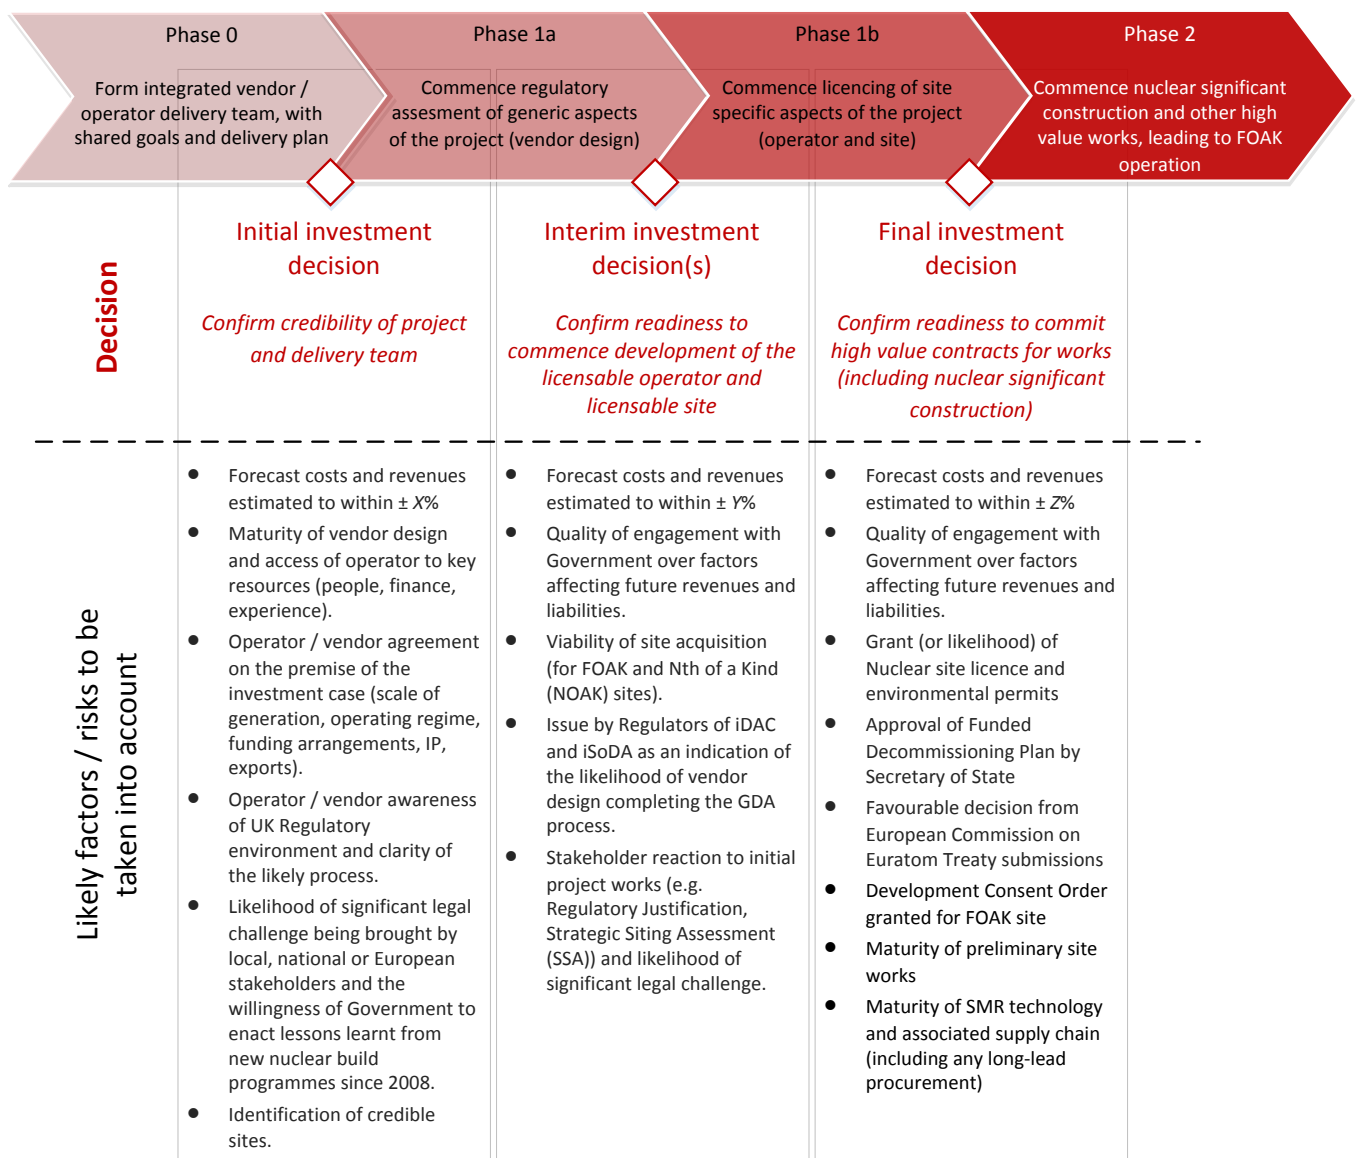 Phase 0
Form integrated vendor /
operator delivery team, with
shared goals and delivery plan
Phase 1a
Commence regulatory
assesment of generic aspects
of the project (vendor design)
Phase 1b
Commence licencing of site
specific aspects of the project
(operator and site)
Phase 2
Commence nuclear significant
construction and other high
value works, leading to FOAK
operation
Decision
Initial investment
decision
Confirm credibility of project
and delivery team
Interim investment
decision(s)
Confirm readiness to
commence development of the
licensable operator and
licensable site
Final investment
decision
Confirm readiness to commit
high value contracts for works
(including nuclear significant
construction)
Likely factors / risks to be
taken into account
● Forecast costs and revenues
estimated to within ± X%
● Maturity of vendor design
and access of operator to key
resources (people, finance,
experience).
● Operator / vendor agreement
on the premise of the
investment case (scale of
generation, operating regime,
funding arrangements, IP,
exports).
● Operator / vendor awareness
of UK Regulatory
environment and clarity of
the likely process.
● Likelihood of significant legal
challenge being brought by
local, national or European
stakeholders and the
willingness of Government to
enact lessons learnt from
new nuclear build
programmes since 2008.
● Identification of credible
sites.
● Forecast costs and revenues
estimated to within ± Y%
● Quality of engagement with
Government over factors
affecting future revenues and
liabilities.
● Viability of site acquisition
(for FOAK and Nth of a Kind
(NOAK) sites).
● Issue by Regulators of iDAC
and iSoDA as an indication of
the likelihood of vendor
design completing the GDA
process.
● Stakeholder reaction to initial
project works (e.g.
Regulatory Justification,
Strategic Siting Assessment
(SSA)) and likelihood of
significant legal challenge.
● Forecast costs and revenues
estimated to within ± Z%
● Quality of engagement with
Government over factors
affecting future revenues and
liabilities.
● Grant (or likelihood) of
Nuclear site licence and
environmental permits
● Approval of Funded
Decommissioning Plan by
Secretary of State
● Favourable decision from
European Commission on
Euratom Treaty submissions
● Development Consent Order
granted for FOAK site
● Maturity of preliminary site
works
● Maturity of SMR technology
and associated supply chain
(including any long-lead
procurement)